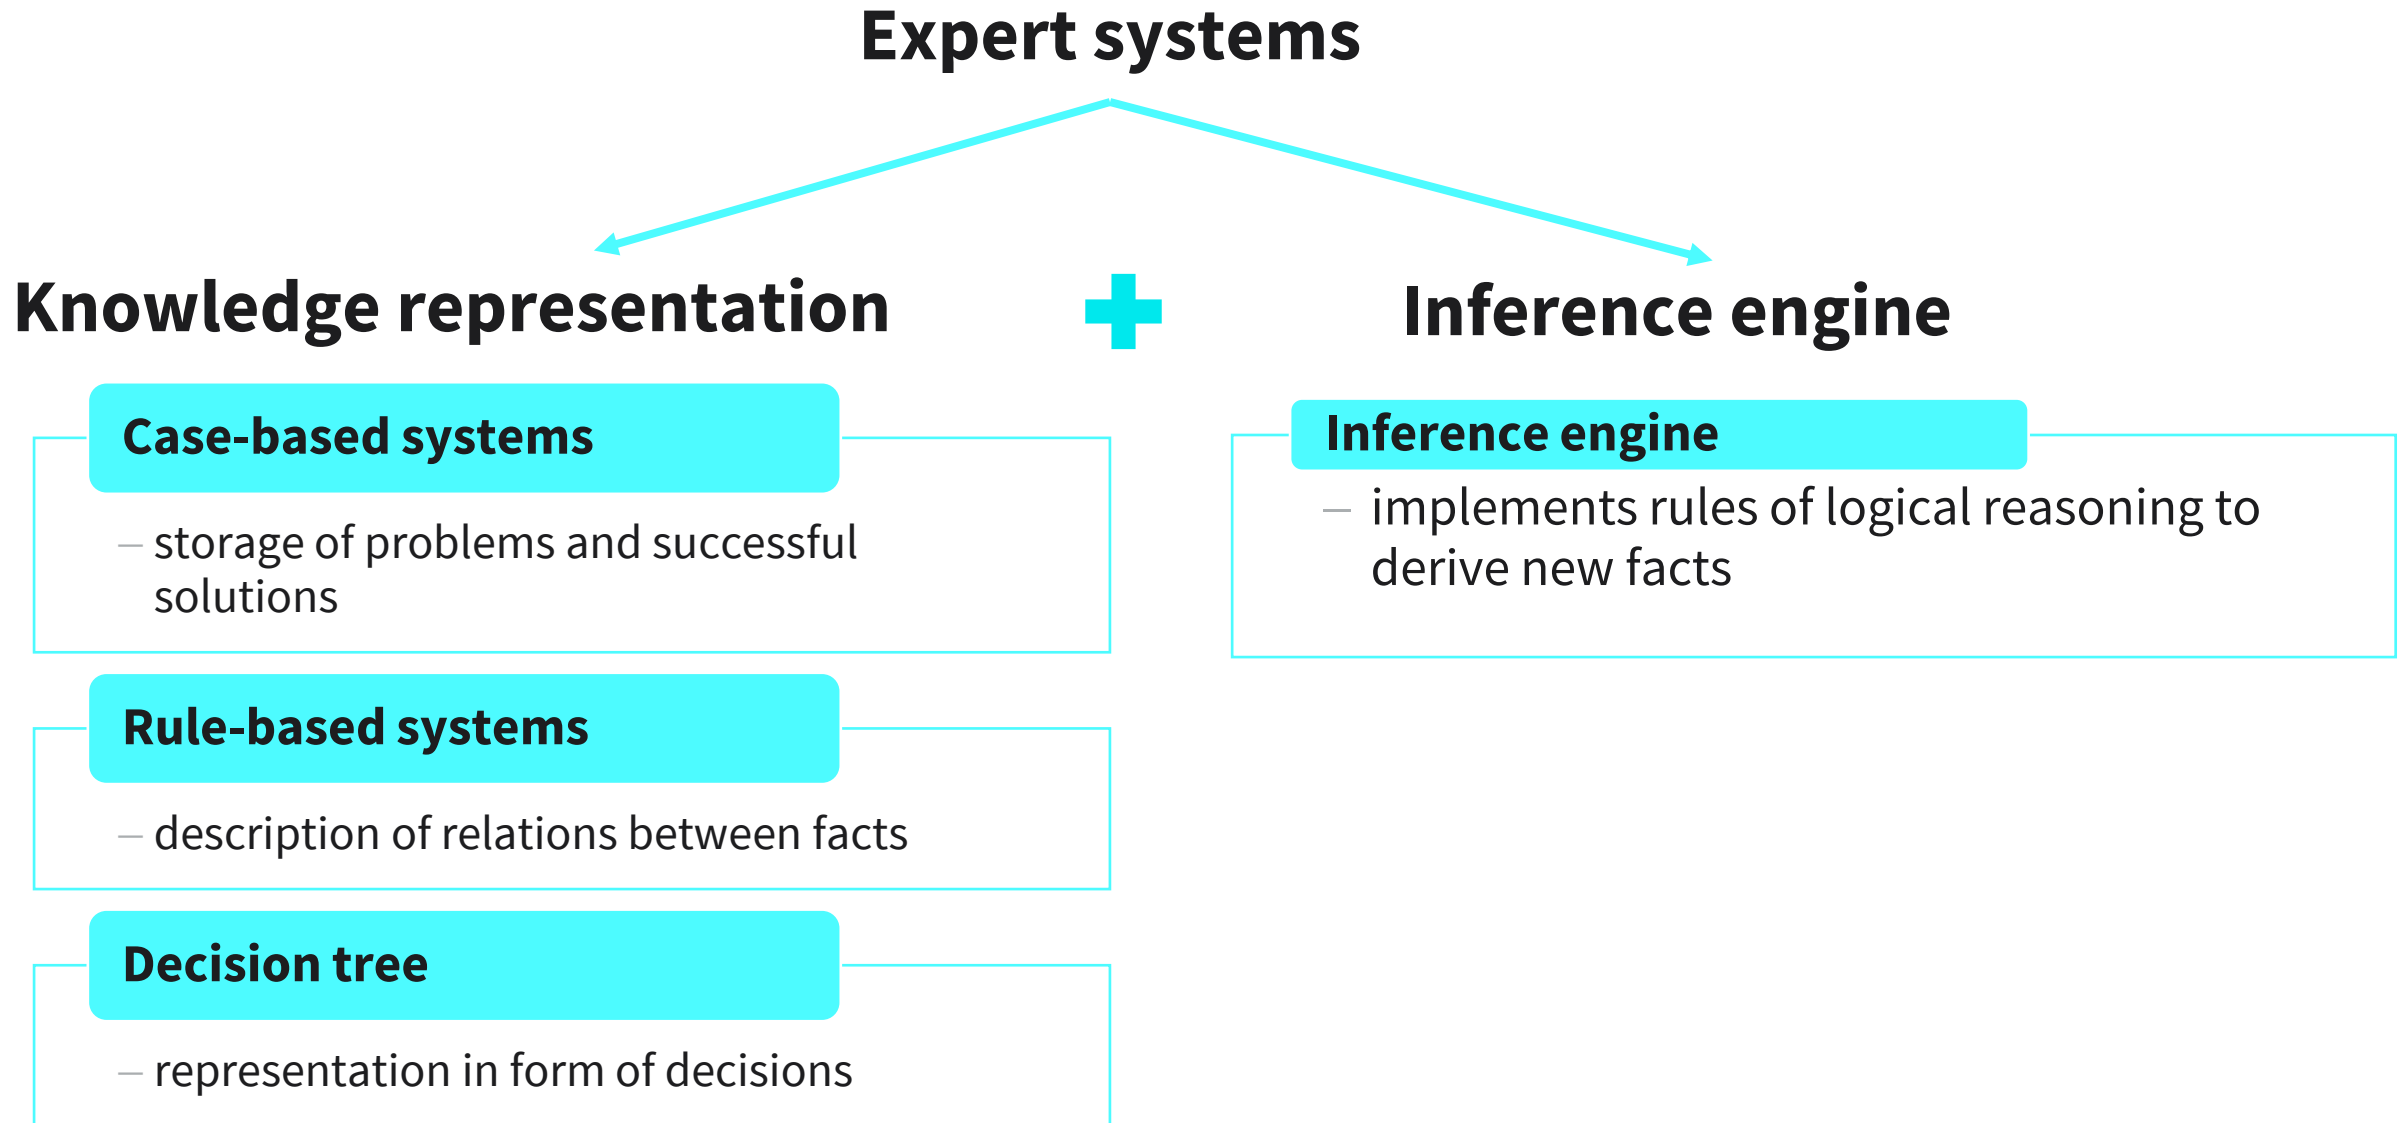 Expert systems
Knowledge representation
Inference engine
Case-based systems
– storage of problems and successful
solutions
Rule-based systems
– description of relations between facts
Decision tree
– representation in form of decisions
Inference engine
– implements rules of logical reasoning to
derive new facts